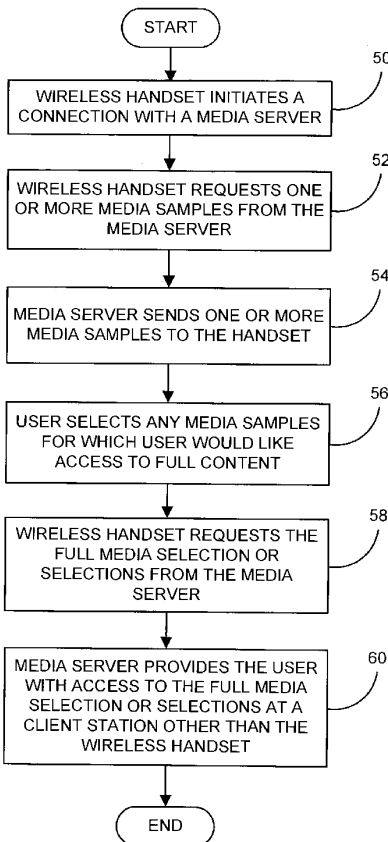 START
50
WIRELESS HANDSET INITIATES A
CONNECTION WITH A MEDIA SERVER
52
WIRELESS HANDSET REQUESTS ONE
OR MORE MEDIA SAMPLES FROM THE
MEDIA SERVER
54
MEDIA SERVER SENDS ONE OR MORE
MEDIA SAMPLES TO THE HANDSET
56
USER SELECTS ANY MEDIA SAMPLES
FOR WHICH USER WOULD LIKE
ACCESS TO FULL CONTENT
58
WIRELESS HANDSET REQUESTS THE
FULL MEDIA SELECTION OR
SELECTIONS FROM THE MEDIA
SERVER
60
MEDIA SERVER PROVIDES THE USER
WITH ACCESS TO THE FULL MEDIA
SELECTION OR SELECTIONS AT A
CLIENT STATION OTHER THAN THE
WIRELESS HANDSET
END